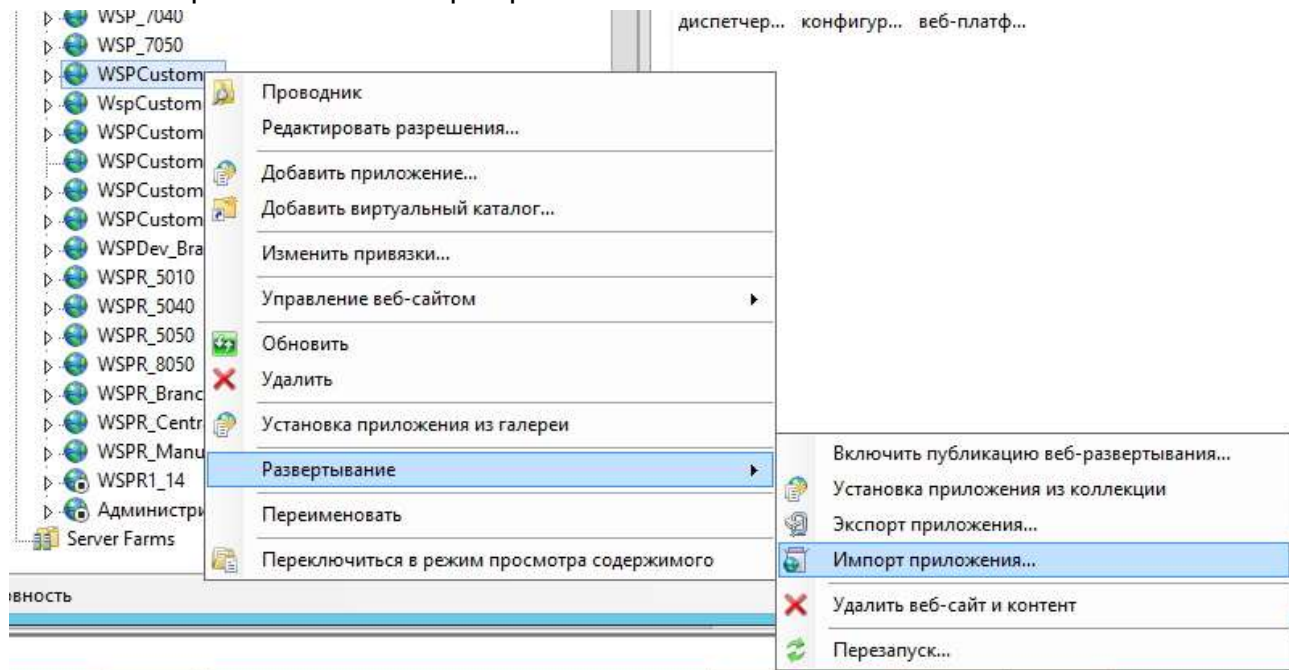 WSP_7040
WSP_7050
WSPCustom
WspCustom
WSPCustom
WSPCustom
WSPCustom
WSPCustom
WSPDev_Bra
WSPR_5010
WSPR_5040
WSPR_5050
WSPR_8050
WSPR_Branc
WSPR_Centr
WSPR_Manu
WSPR1_14
Администри
Server Farms
вность
диспетчер... конфигур... веб-платф...
Проводник
Редактировать разрешения...
Добавить приложение...
Добавить виртуальный каталог...
Изменить привязки...
Управление веб-сайтом
Обновить
Удалить
Установка приложения из галереи
Развертывание
Переименовать
Переключиться в режим просмотра содержимого
Включить публикацию веб-развертывания...
Установка приложения из коллекции
Экспорт приложения...
Импорт приложения...
Удалить веб-сайт и контент
Перезапуск...